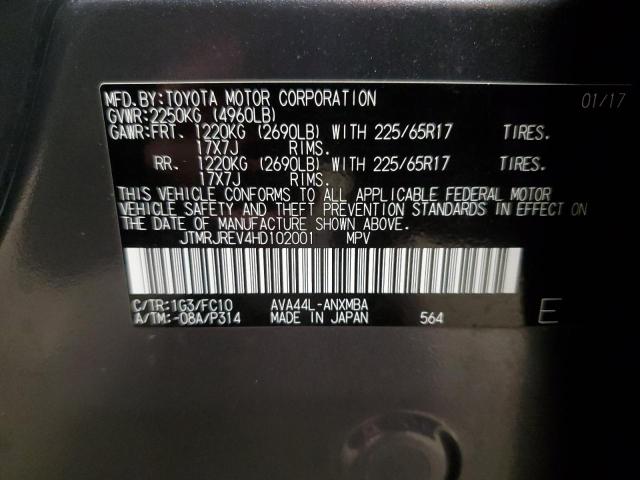 MFD.BY:TOYOTA MOTOR CORPORATION 01/17
GVWR:2250KG (4960LB)
GAWR:FRT. 1220KG (2690LB) WITH 225/65R17 TIRES.
17X7J RIMS.
RR. 1220KG (2690LB) WITH 225/65R17 TIRES.
17X7J RIMS.
THIS VEHICLE CONFORMS TO ALL APPLICABLE FEDERAL MOTOR
VEHICLE SAFETY AND THEFT PREVENTION STANDARDS IN EFFECT ON
THE DATE OF MANUFACTURE SHOWN ABOVE.
JTMRJREV4HD102001 MPV
C/TR:1G3/FC10 AVA44L-ANXMBA
A/TM:-08A/P314 MADE IN JAPAN 564 E